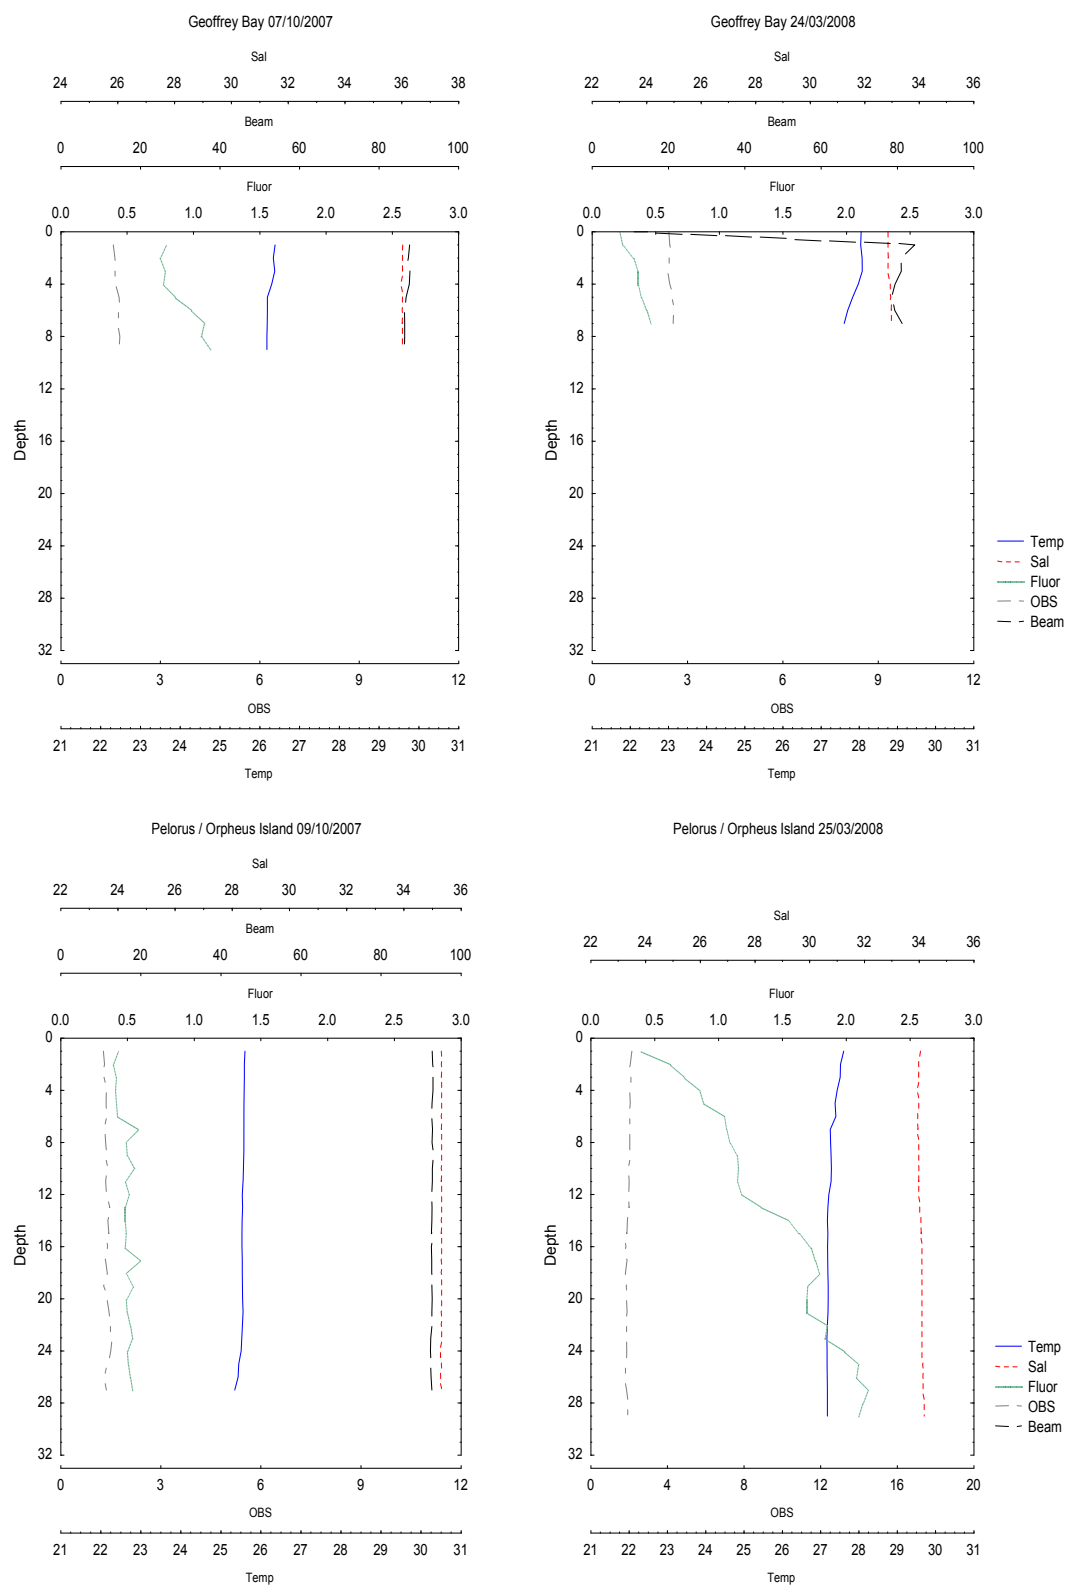 Geoffrey Bay 07/10/2007
Sal
24 26 28 30 32 34 36 38
Beam
0 20 40 60 80 100
Fluor
0.0 0.5 1.0 1.5 2.0 2.5 3.0
0
4
8
12
16
20
24
28
32
Depth
0 3 6 9 12
OBS
21 22 23 24 25 26 27 28 29 30 31
Temp
Geoffrey Bay 24/03/2008
Sal
22 24 26 28 30 32 34 36
Beam
0 20 40 60 80 100
Fluor
0.0 0.5 1.0 1.5 2.0 2.5 3.0
0
4
8
12
16
20
24
28
32
Depth
0 3 6 9 12
OBS
21 22 23 24 25 26 27 28 29 30 31
Temp
Temp
Sal
Fluor
OBS
Beam
Pelorus / Orpheus Island 09/10/2007
Sal
22 24 26 28 30 32 34 36
Beam
0 20 40 60 80 100
Fluor
0.0 0.5 1.0 1.5 2.0 2.5 3.0
0
4
8
12
16
20
24
28
32
Depth
0 3 6 9 12
OBS
21 22 23 24 25 26 27 28 29 30 31
Temp
Pelorus / Orpheus Island 25/03/2008
Sal
22 24 26 28 30 32 34 36
Fluor
0.0 0.5 1.0 1.5 2.0 2.5 3.0
0
4
8
12
16
20
24
28
32
Depth
0 4 8 12 16 20
OBS
21 22 23 24 25 26 27 28 29 30 31
Temp
Temp
Sal
Fluor
OBS
Beam